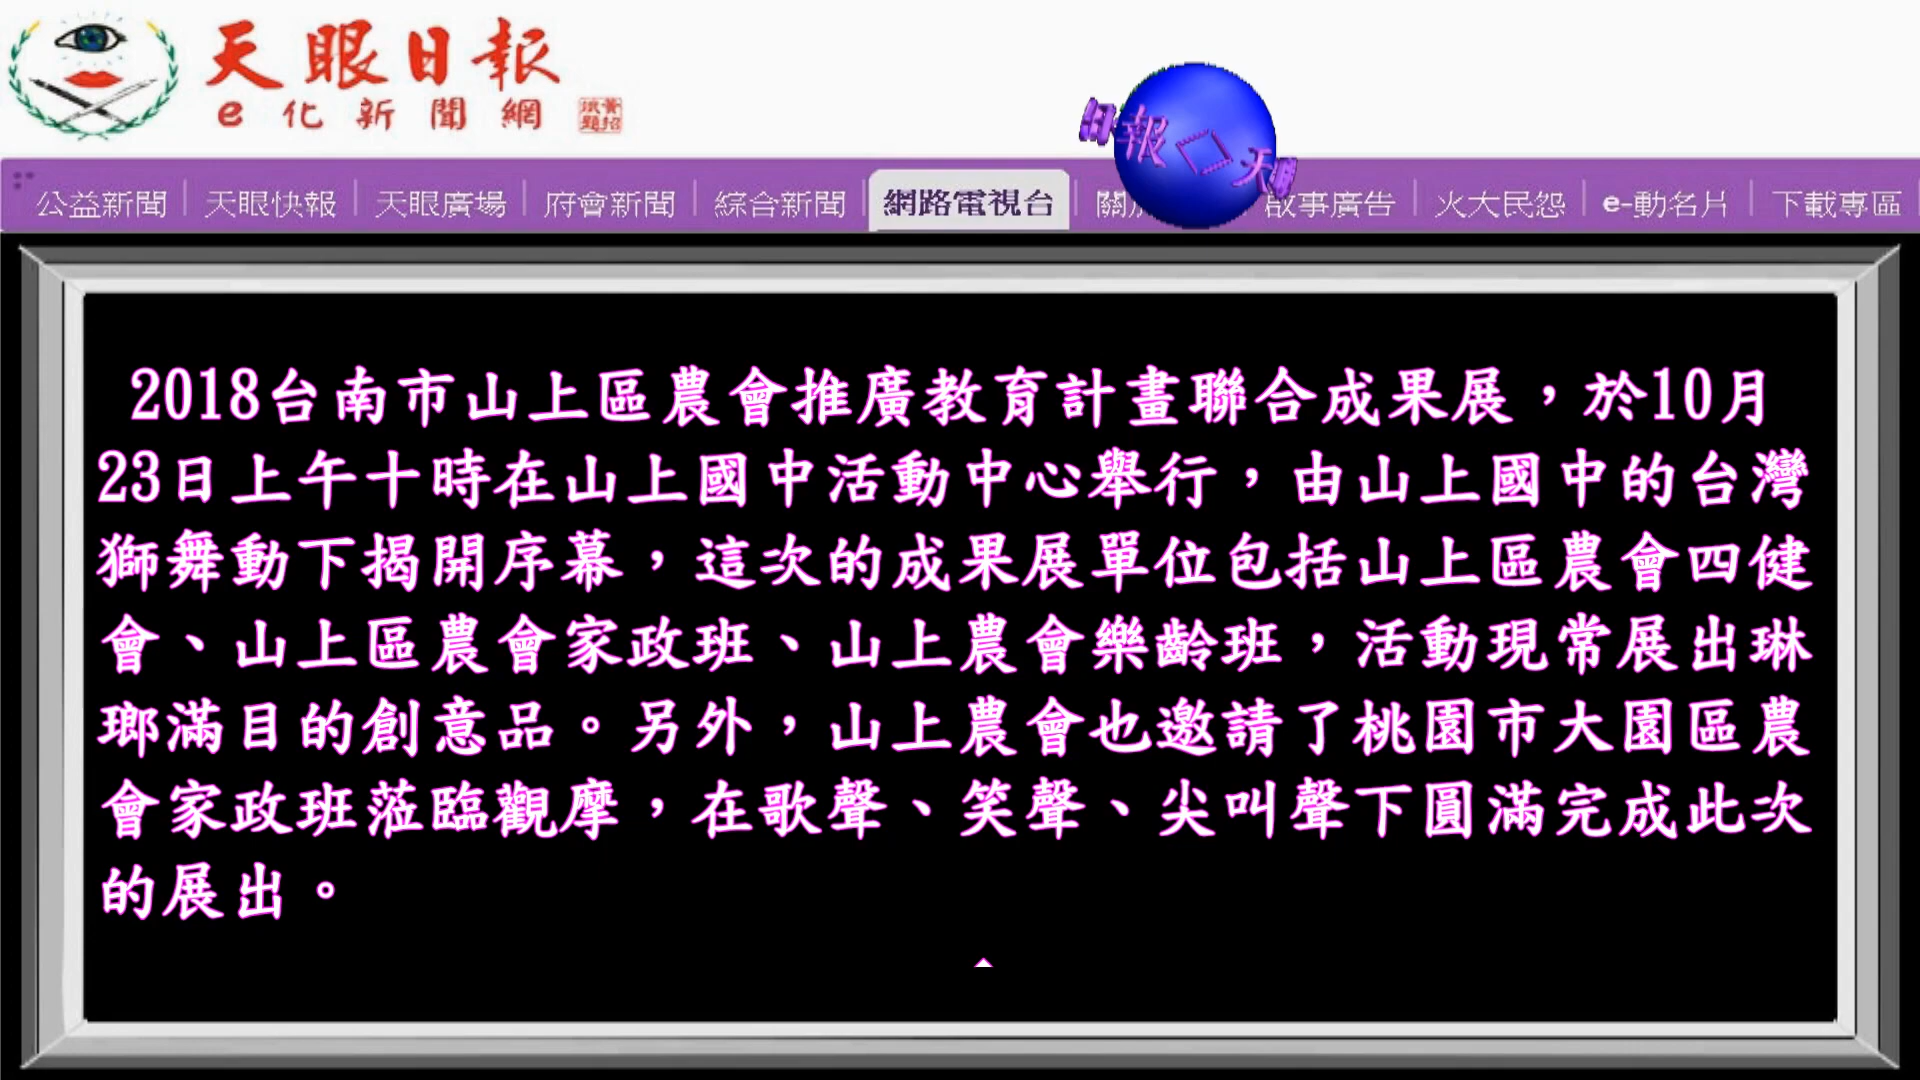 天眼日報
e化新聞網
日報 天
公益新聞
天眼快報
天眼廣場
府會新聞
綜合新聞
網路電視台
啟事廣告
火大民怨
e-動名片
下載專區
2018台南市山上區農會推廣教育計畫聯合成果展，於10月
23日上午十時在山上國中活動中心舉行，由山上國中的台灣
獅舞動下揭開序幕，這次的成果展單位包括山上區農會四健
會、山上區農會家政班、山上農會樂齡班，活動現常展出琳
瑯滿目的創意品。另外，山上農會也邀請了桃園市大園區農
會家政班蒞臨觀摩，在歌聲、笑聲、尖叫聲下圓滿完成此次
的展出。